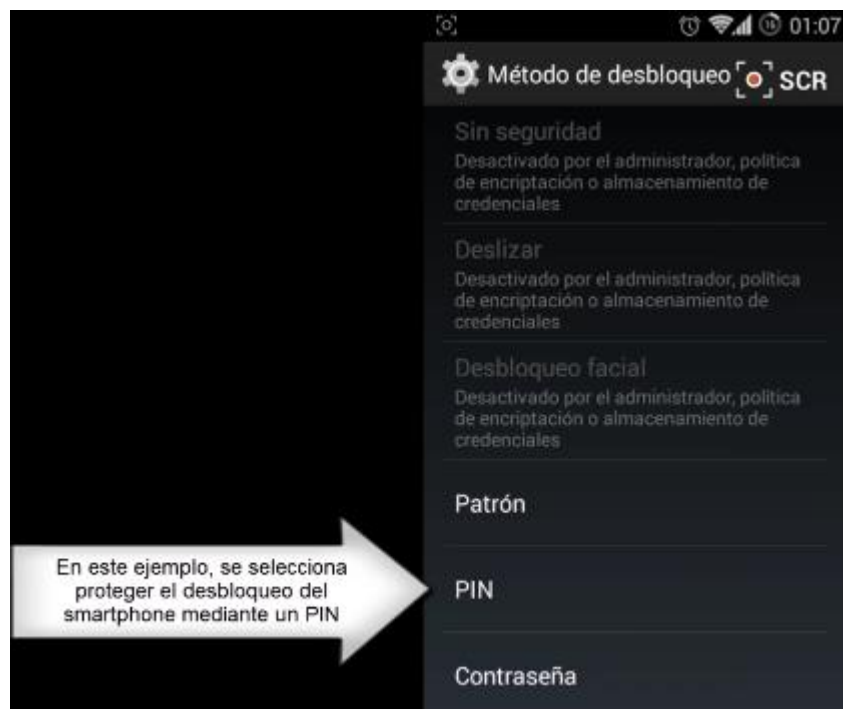 16 01:07
Método de desbloqueo SCR
Sin seguridad
Desactivado por el administrador, política
de encriptación o almacenamiento de
credenciales
Deslizar
Desactivado por el administrador, política
de encriptación o almacenamiento de
credenciales
Desbloqueo facial
Desactivado por el administrador, política
de encriptación o almacenamiento de
credenciales
Patrón
En este ejemplo, se selecciona
proteger el desbloqueo del
smartphone mediante un PIN
PIN
Contraseña